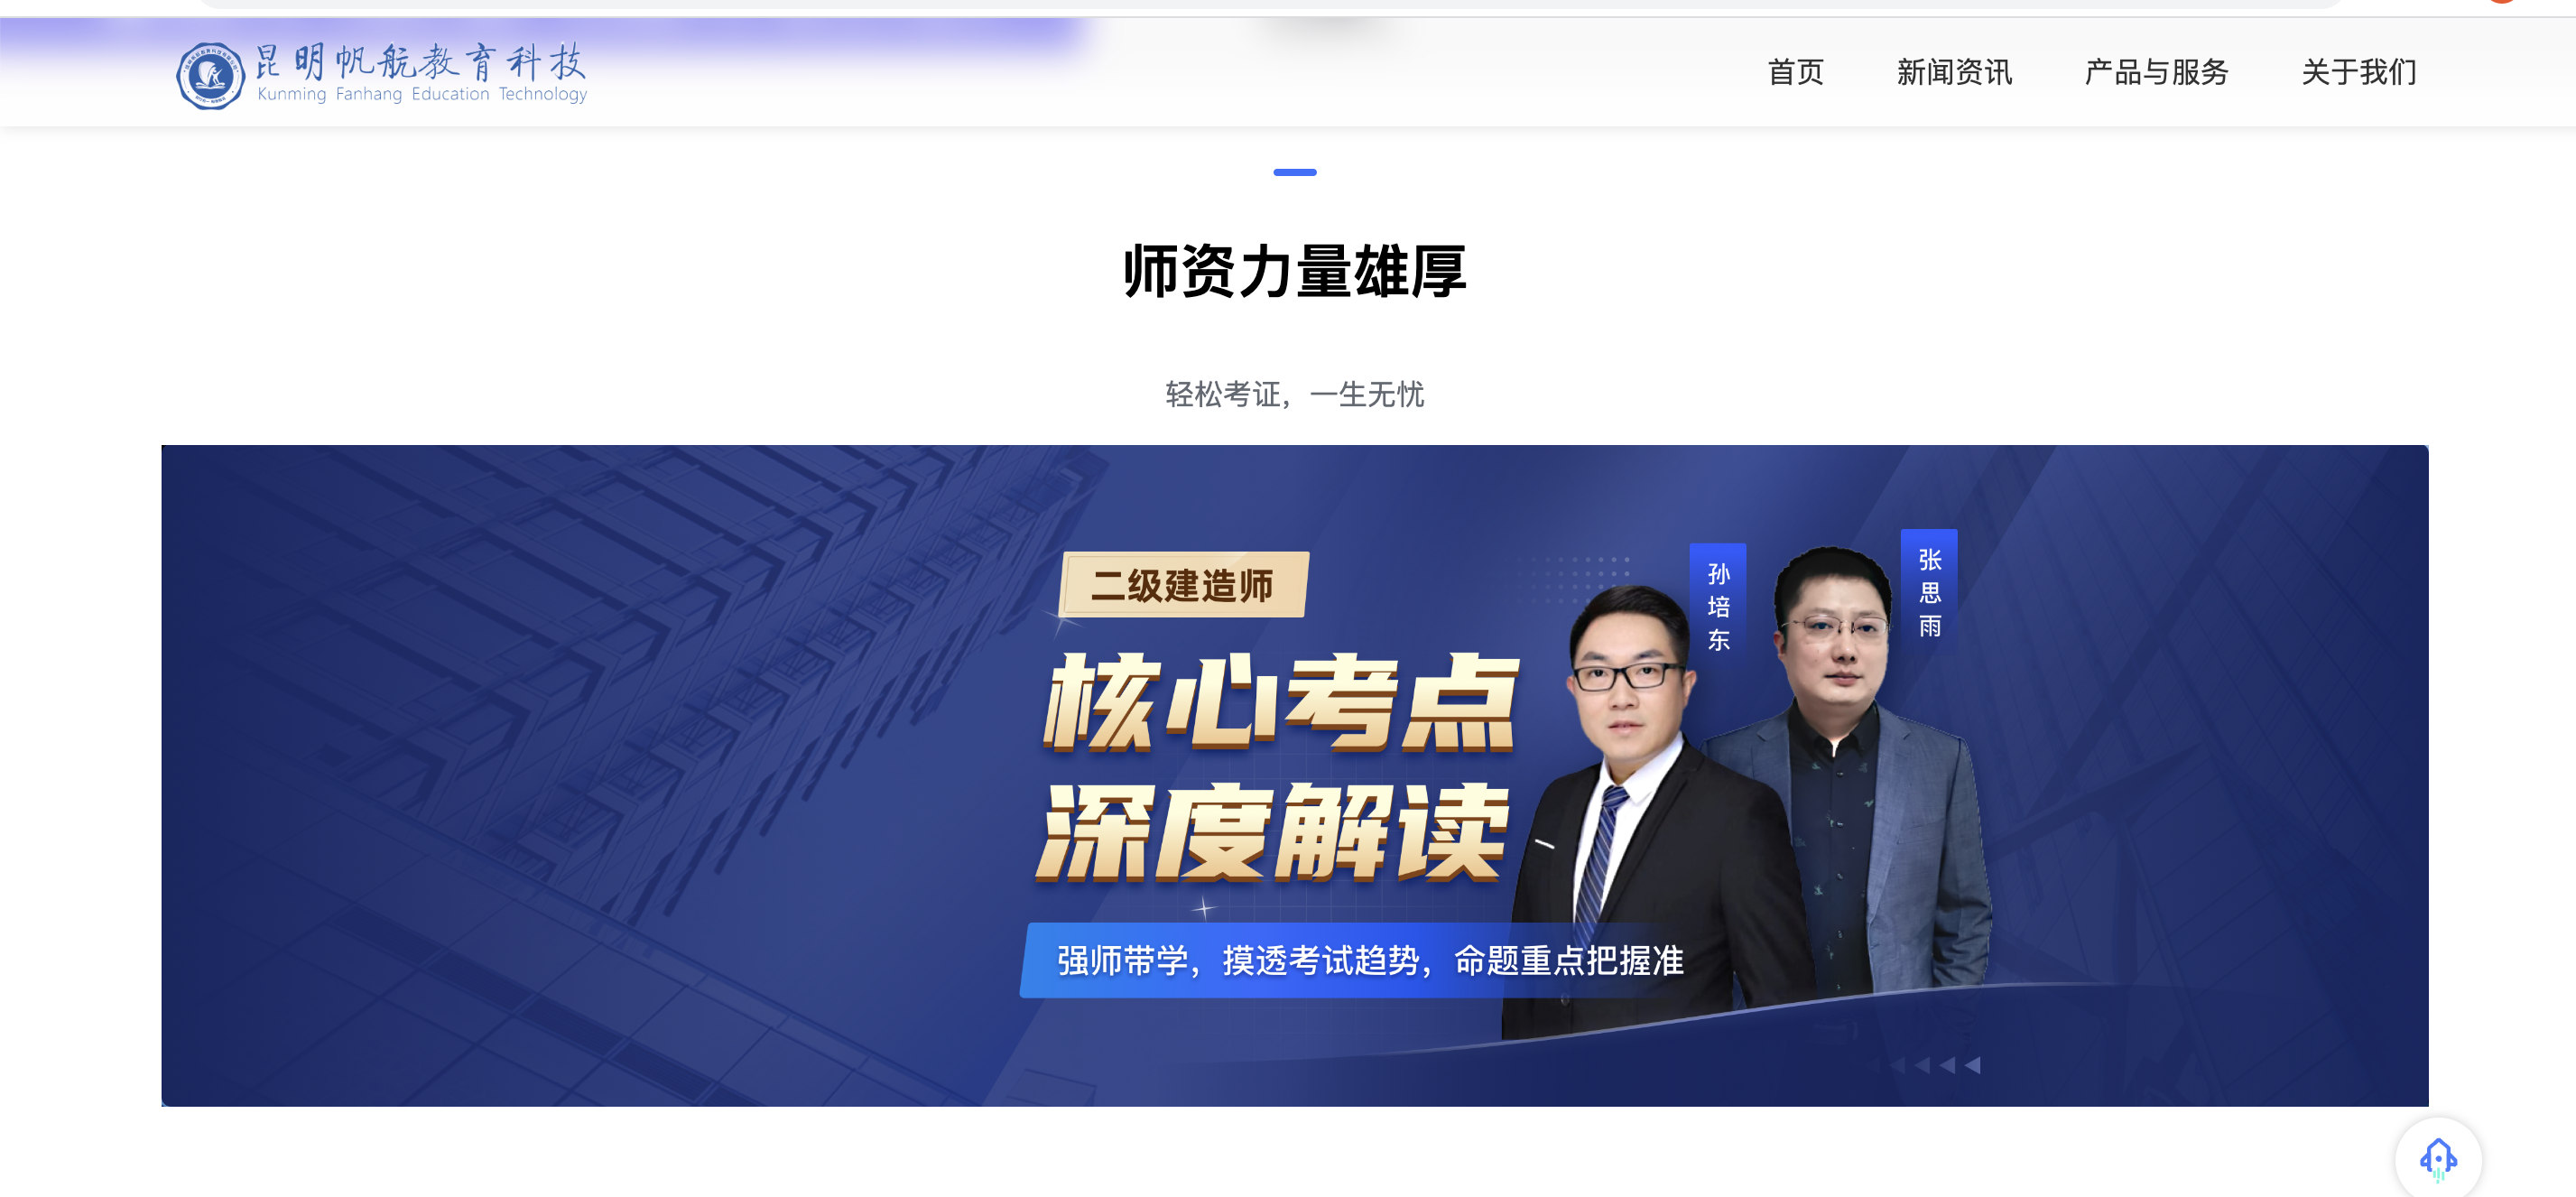 昆明帆航教育科技
Kunming Fanhang Education Technology
首页 新闻资讯 产品与服务 关于我们
师资力量雄厚
轻松考证，一生无忧
二级建造师
核心考点
深度解读
强师带学，摸透考试趋势，命题重点把握准
孙培东
张思雨